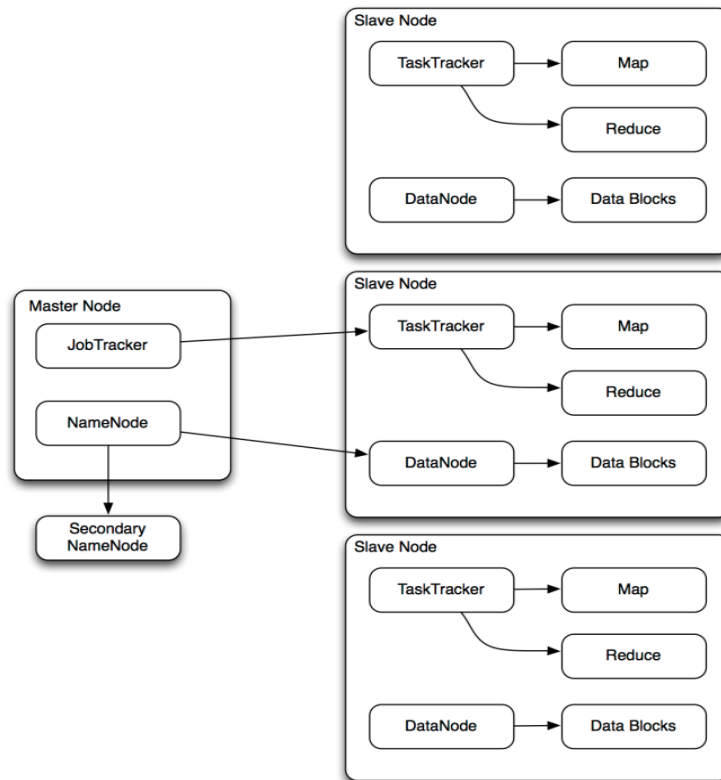 Slave Node
TaskTracker
Map
Reduce
DataNode
Data Blocks
Master Node
JobTracker
NameNode
Secondary
NameNode
Slave Node
TaskTracker
Map
Reduce
DataNode
Data Blocks
Slave Node
TaskTracker
Map
Reduce
DataNode
Data Blocks